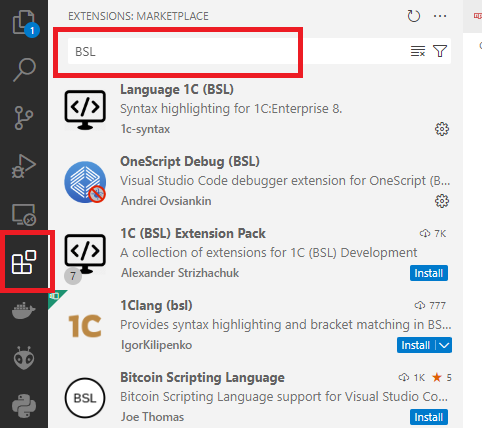 EXTENSIONS: MARKETPLACE
1
BSL
Language 1C (BSL)
Syntax highlighting for 1C:Enterprise 8.
1c-syntax
OneScript Debug (BSL)
Visual Studio Code debugger extension for OneScript (B...
Andrei Ovsiankin
1C (BSL) Extension Pack
7K
A collection of extensions for 1C (BSL) Development
7
Alexander Strizhachuk
Install
1C
1Clang (bsl)
777
Provides syntax highlighting and bracket matching in BS...
IgorKilipenko
Install
BSL
Bitcoin Scripting Language
1K
5
Bitcoin Scripting Language support for Visual Studio Co...
Joe Thomas
Install